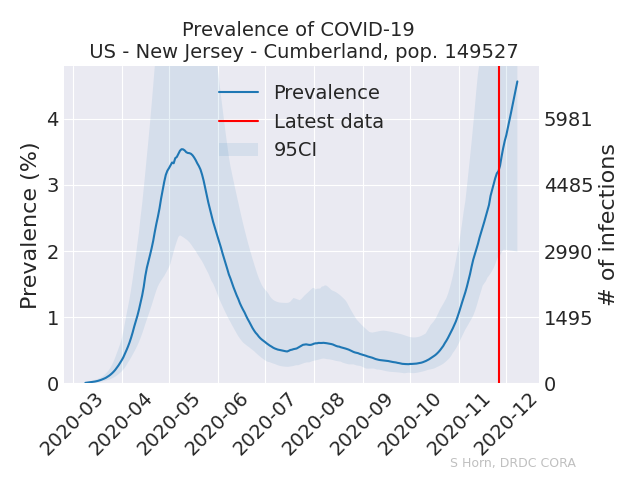 Prevalence of COVID-19
US - New Jersey - Cumberland, pop. 149527
Prevalence
Latest data
95CI
Prevalence (%)
4
3
2
1
0
5981
4485
2990
1495
0
# of infections
2020-03
2020-04
2020-05
2020-06
2020-07
2020-08
2020-09
2020-10
2020-11
2020-12
S Horn, DRDC CORA